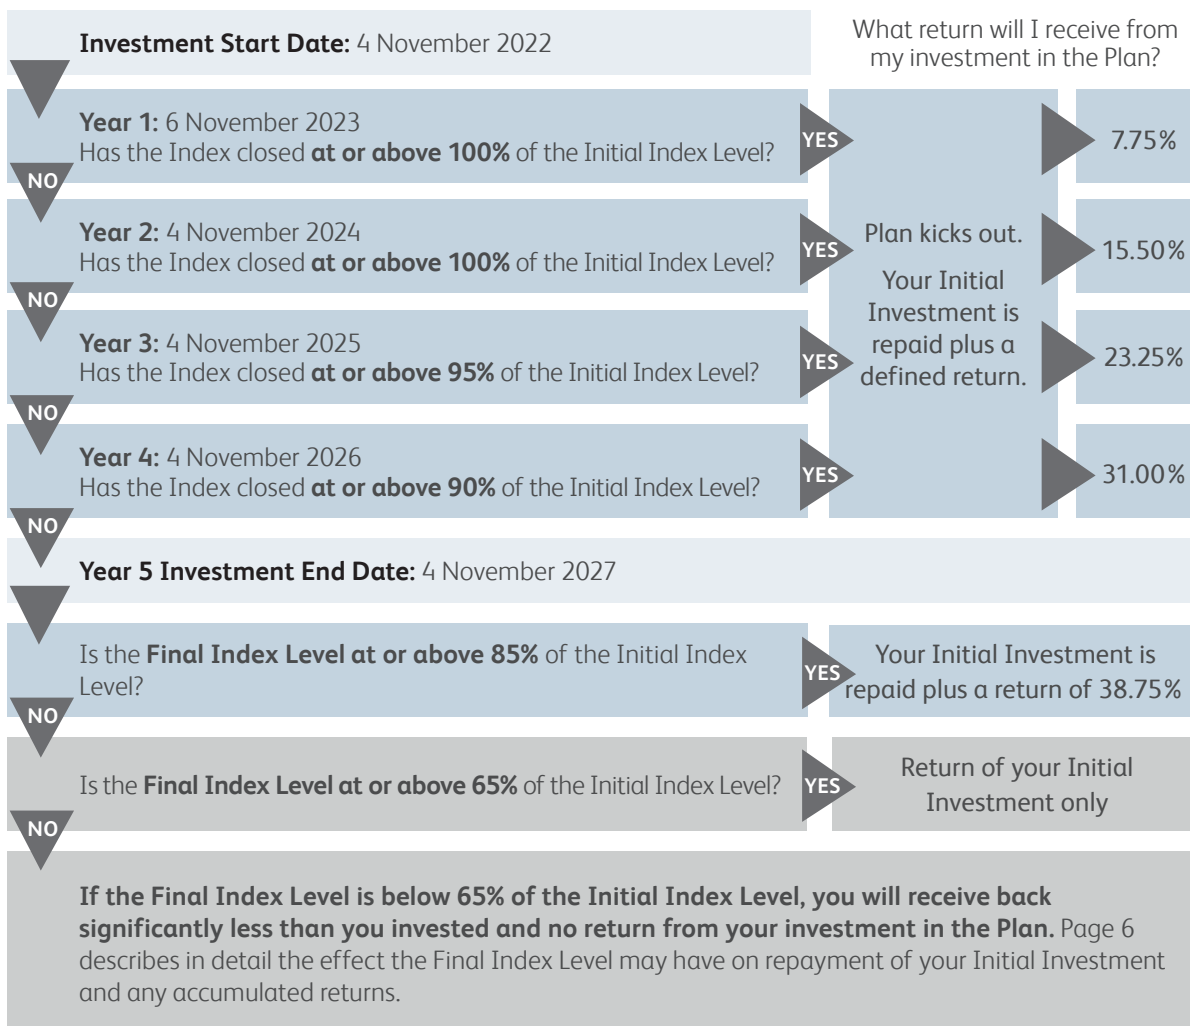 Investment Start Date: 4 November 2022
What return will I receive from
my investment in the Plan?
Year 1: 6 November 2023
Has the Index closed at or above 100% of the Initial Index Level?
YES
7.75%
NO
Year 2: 4 November 2024
Has the Index closed at or above 100% of the Initial Index Level?
YES
Plan kicks out.
Your Initial
Investment is
repaid plus a
defined return.
15.50%
NO
Year 3: 4 November 2025
Has the Index closed at or above 95% of the Initial Index Level?
YES
23.25%
NO
Year 4: 4 November 2026
Has the Index closed at or above 90% of the Initial Index Level?
YES
31.00%
NO
Year 5 Investment End Date: 4 November 2027
Is the Final Index Level at or above 85% of the Initial Index
Level?
YES
Your Initial Investment is
repaid plus a return of 38.75%
NO
Is the Final Index Level at or above 65% of the Initial Index Level?
YES
Return of your Initial
Investment only
NO
If the Final Index Level is below 65% of the Initial Index Level, you will receive back
significantly less than you invested and no return from your investment in the Plan. Page 6
describes in detail the effect the Final Index Level may have on repayment of your Initial Investment
and any accumulated returns.